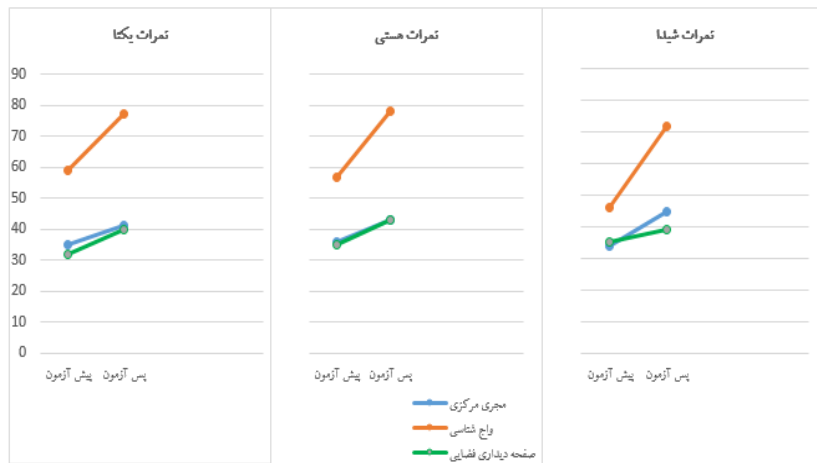 نمرات یکتا
نمرات هستی
نمرات شیدا
90
80
70
60
50
40
30
20
10
0
پیش آزمون
پس آزمون
پیش آزمون
پس آزمون
پیش آزمون
پس آزمون
مجری مرکزی
واج شناسی
صفحه دیداری فضایی